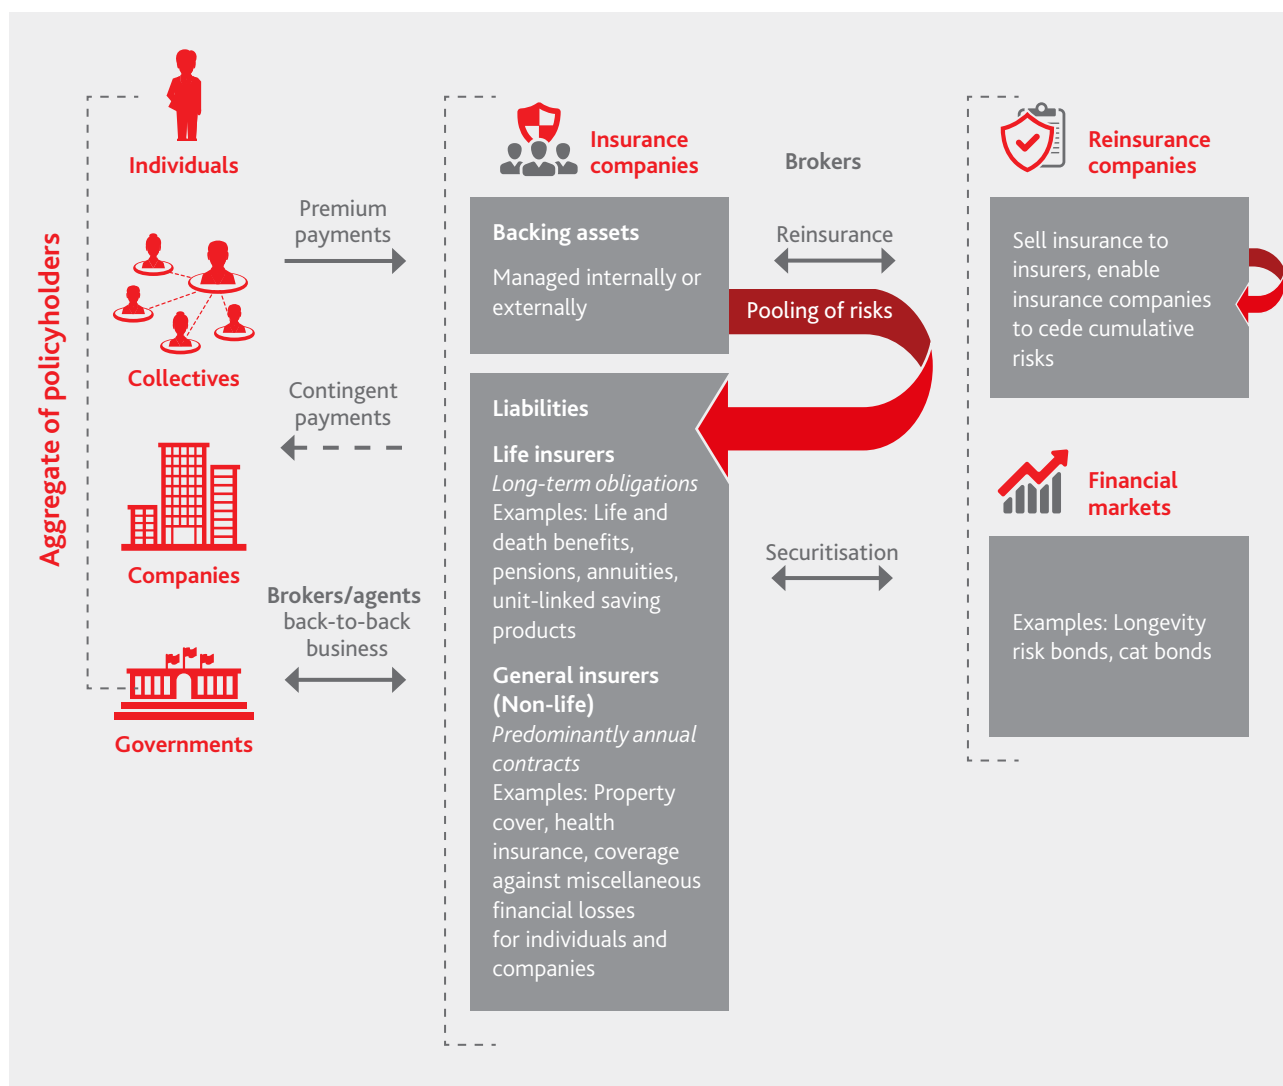 Aggregate of policyholders
Individuals
Collectives
Companies
Governments
Premium
payments
Contingent
payments
Brokers/agents
back-to-back
business
Insurance
companies
Backing assets
Managed internally or
externally
Liabilities
Life insurers
Long-term obligations
Examples: Life and
death benefits,
pensions, annuities,
unit-linked saving
products
General insurers
(Non-life)
Predominantly annual
contracts
Examples: Property
cover, health
insurance, coverage
against miscellaneous
financial losses
for individuals and
companies
Brokers
Reinsurance
Pooling of risks
Securitisation
Reinsurance
companies
Sell insurance to
insurers, enable
insurance companies
to cede cumulative
risks
Financial
markets
Examples: Longevity
risk bonds, cat bonds